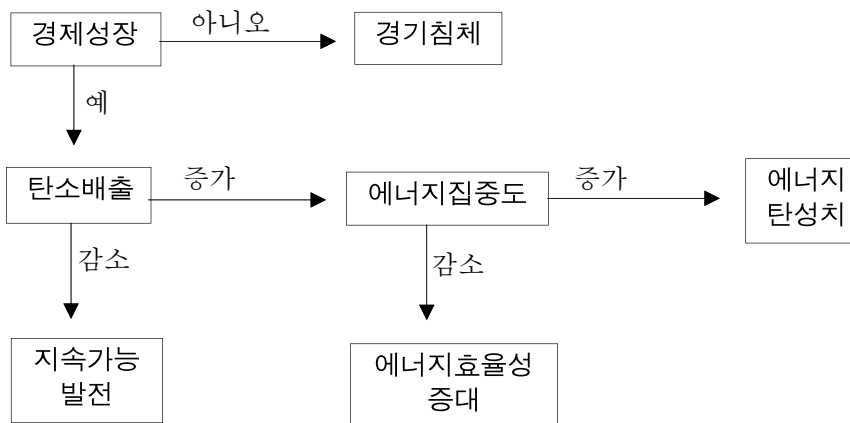 경제성장
아니오
경기침체
예
탄소배출
증가
에너지집중도
증가
에너지
탄성치
감소
감소
지속가능
발전
에너지효율성
증대